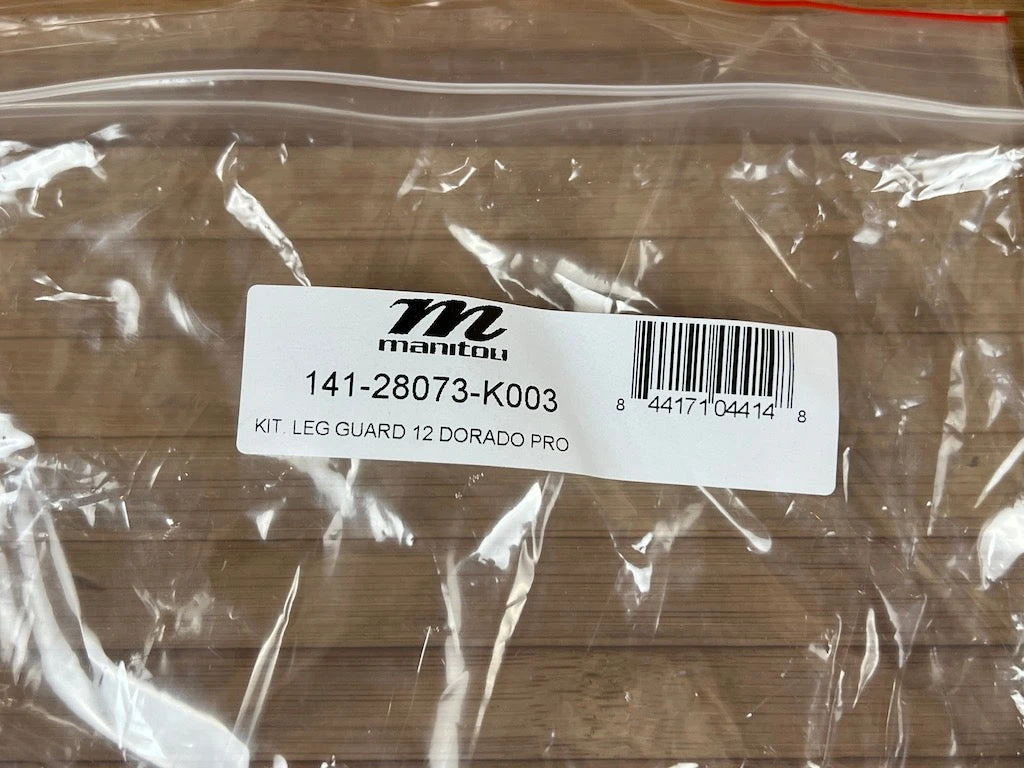 m
manitou
141-28073-K003
KIT. LEG GUARD 12 DORADO PRO
8 44171 04414 8